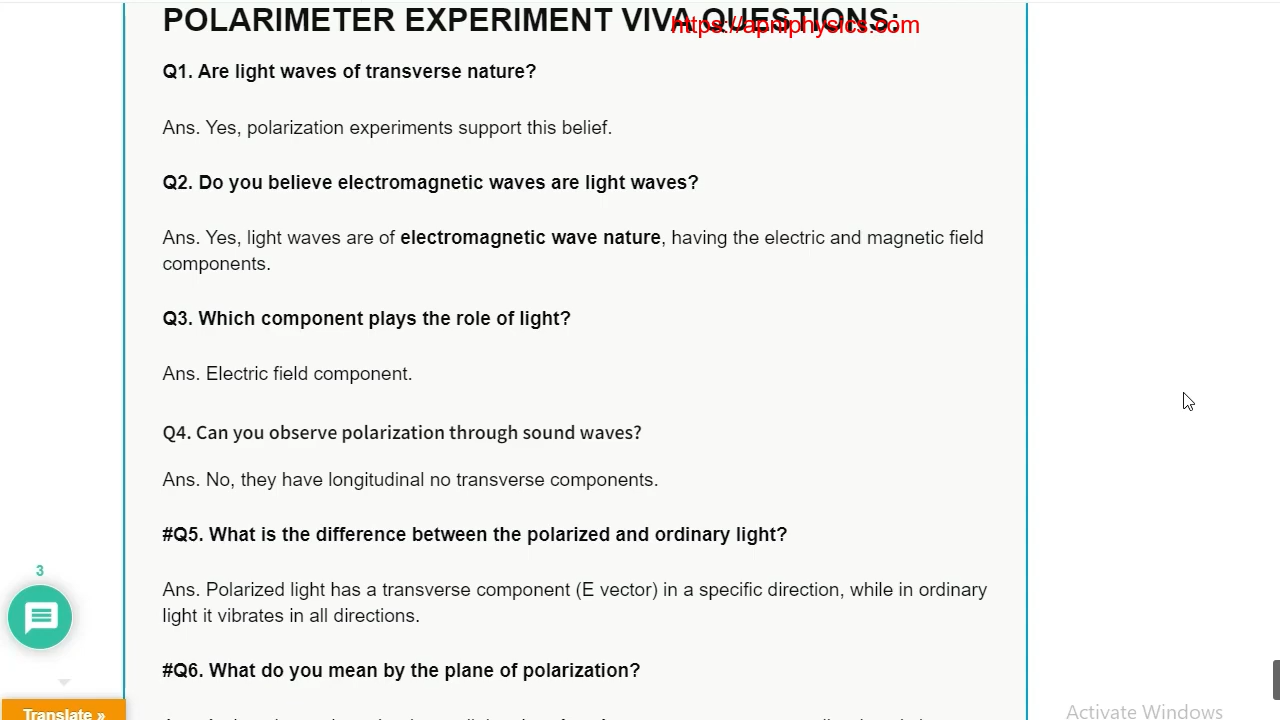 POLARIMETER EXPERIMENT VIVA QUESTIONS:
https://apniphysics.com
Q1. Are light waves of transverse nature?
Ans. Yes, polarization experiments support this belief.
Q2. Do you believe electromagnetic waves are light waves?
Ans. Yes, light waves are of electromagnetic wave nature, having the electric and magnetic field
components.
Q3. Which component plays the role of light?
Ans. Electric field component.
Q4. Can you observe polarization through sound waves?
Ans. No, they have longitudinal no transverse components.
#Q5. What is the difference between the polarized and ordinary light?
Ans. Polarized light has a transverse component (E vector) in a specific direction, while in ordinary
light it vibrates in all directions.
3
#Q6. What do you mean by the plane of polarization?
Translate »
Activate Windows